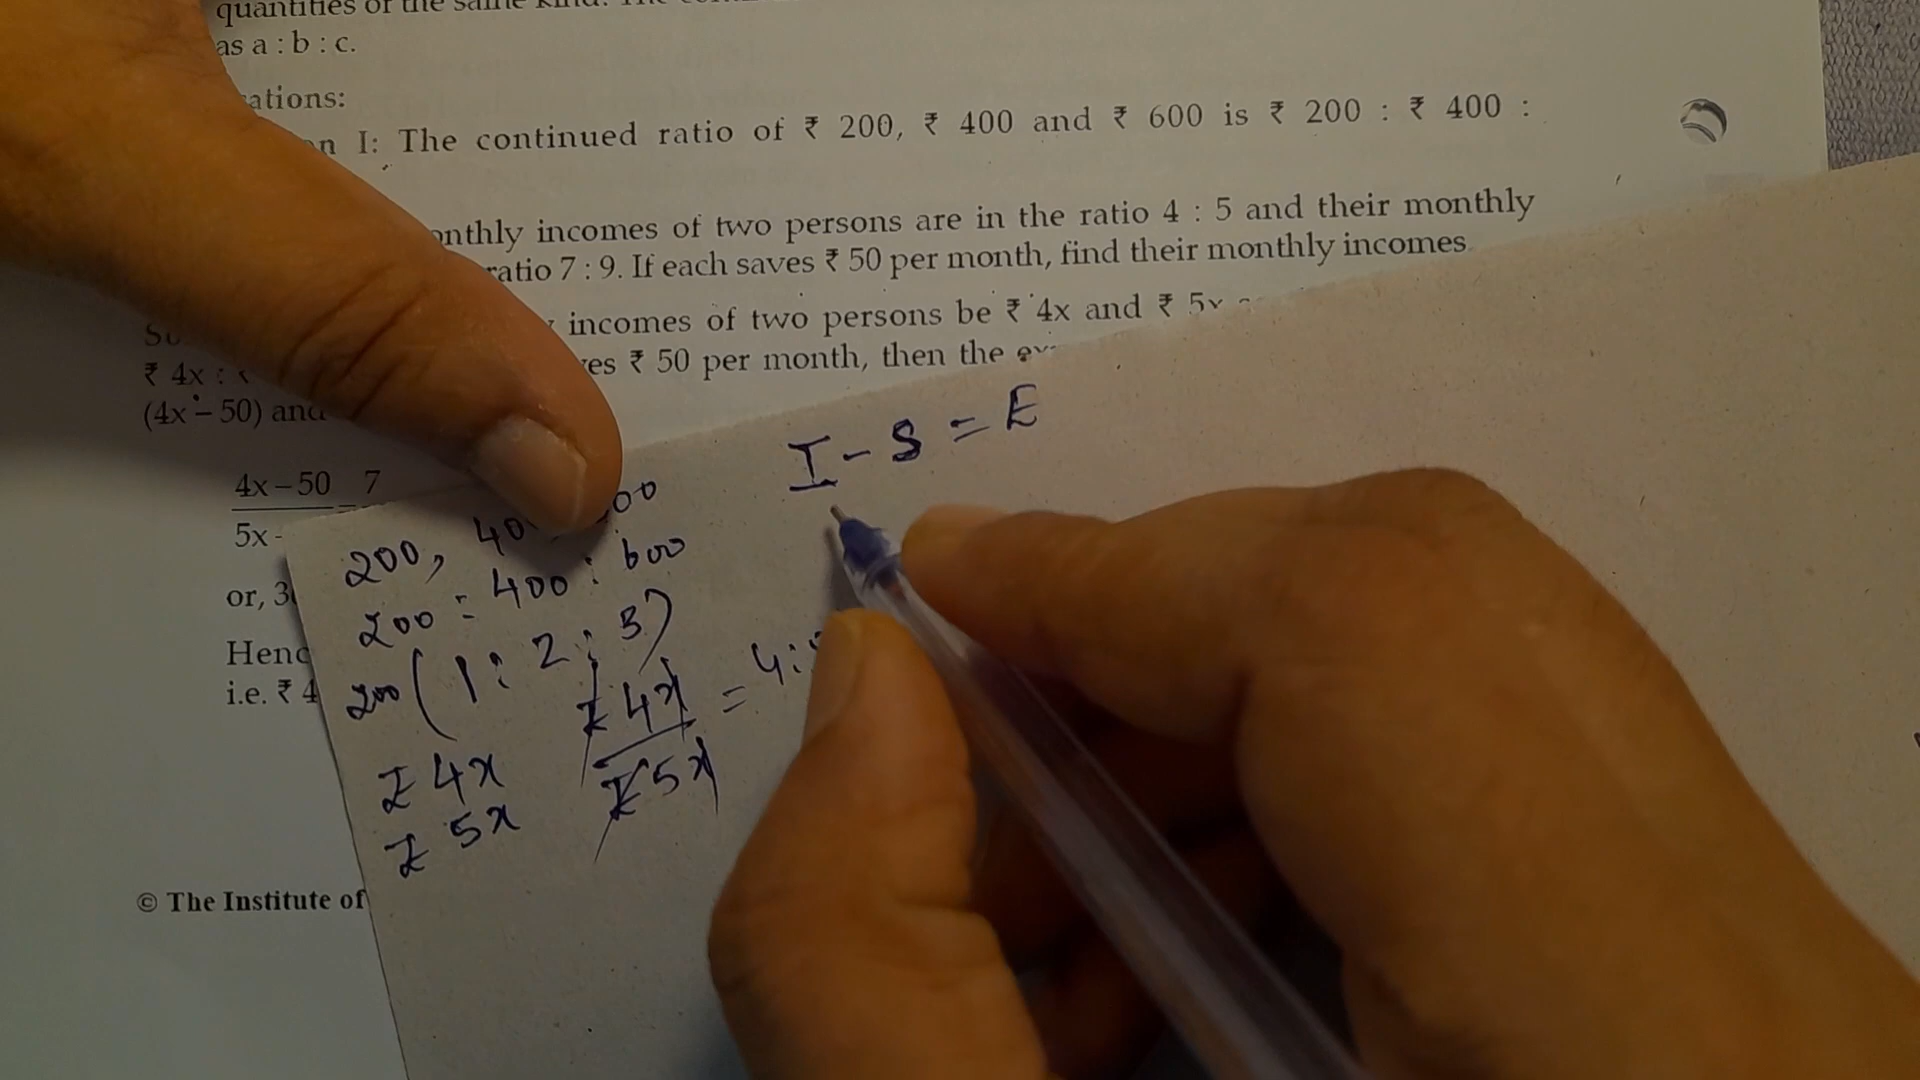 quantities of the same kind. The
as a : b : c.
ations:
n I: The continued ratio of ₹ 200, ₹ 400 and ₹ 600 is ₹ 200 : ₹ 400 :
onthly incomes of two persons are in the ratio 4 : 5 and their monthly
ratio 7 : 9. If each saves ₹ 50 per month, find their monthly incomes
incomes of two persons be ₹ 4x and ₹ 5x
₹ 4x :
es ₹ 50 per month, then the
(4x – 50) and
4x – 50 7
5x -
or, 3
Henc
i.e. ₹ 4
© The Institute of
I - S = E
200, 40 00
200 : 400 : 600
200 ( 1 : 2 : 3 )
₹ 4x
₹ 5x
₹ 4x = 4:
₹ 5x